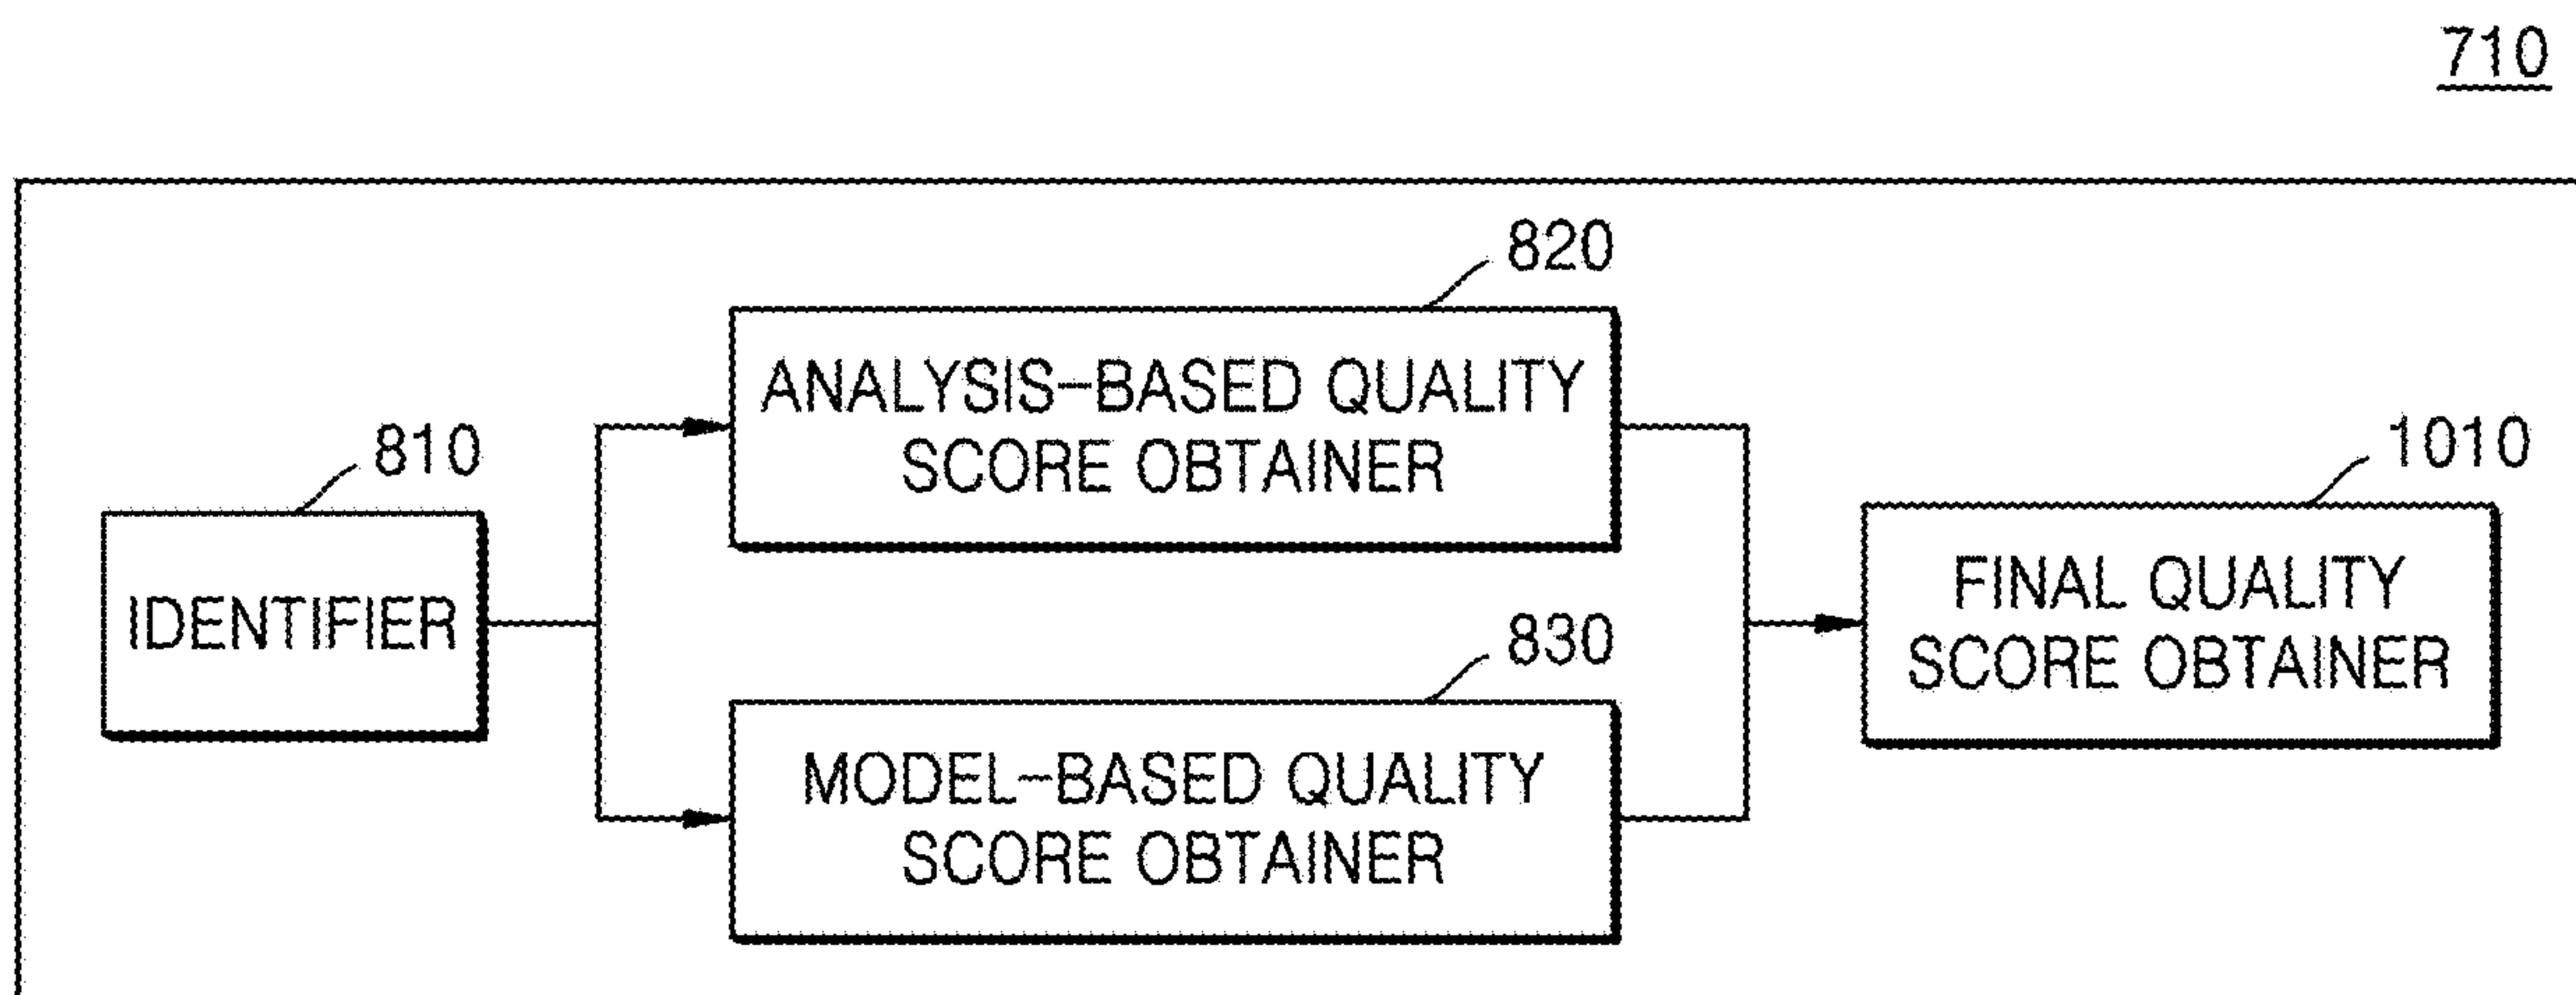 710
820
ANALYSIS-BASED QUALITY
SCORE OBTAINER
810
IDENTIFIER
1010
FINAL QUALITY
SCORE OBTAINER
830
MODEL-BASED QUALITY
SCORE OBTAINER